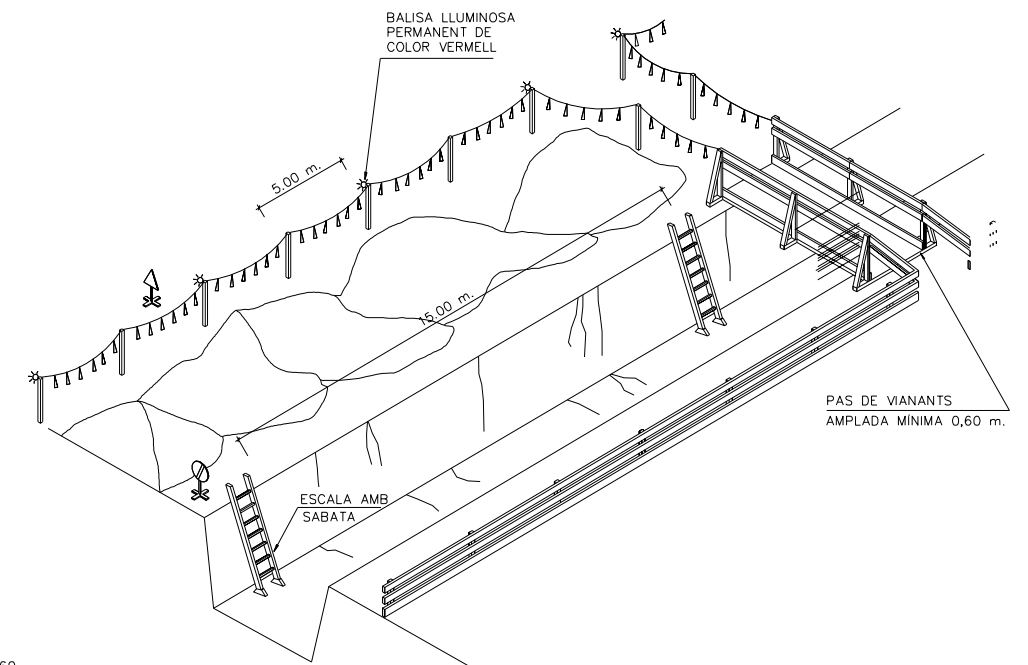 BALISA LLUMINOSA
PERMANENT DE
COLOR VERMELL
5.00 m.
15.00 m.
PAS DE VIANANTS
AMPLADA MÍNIMA 0,60 m.
ESCALA AMB
SABATA